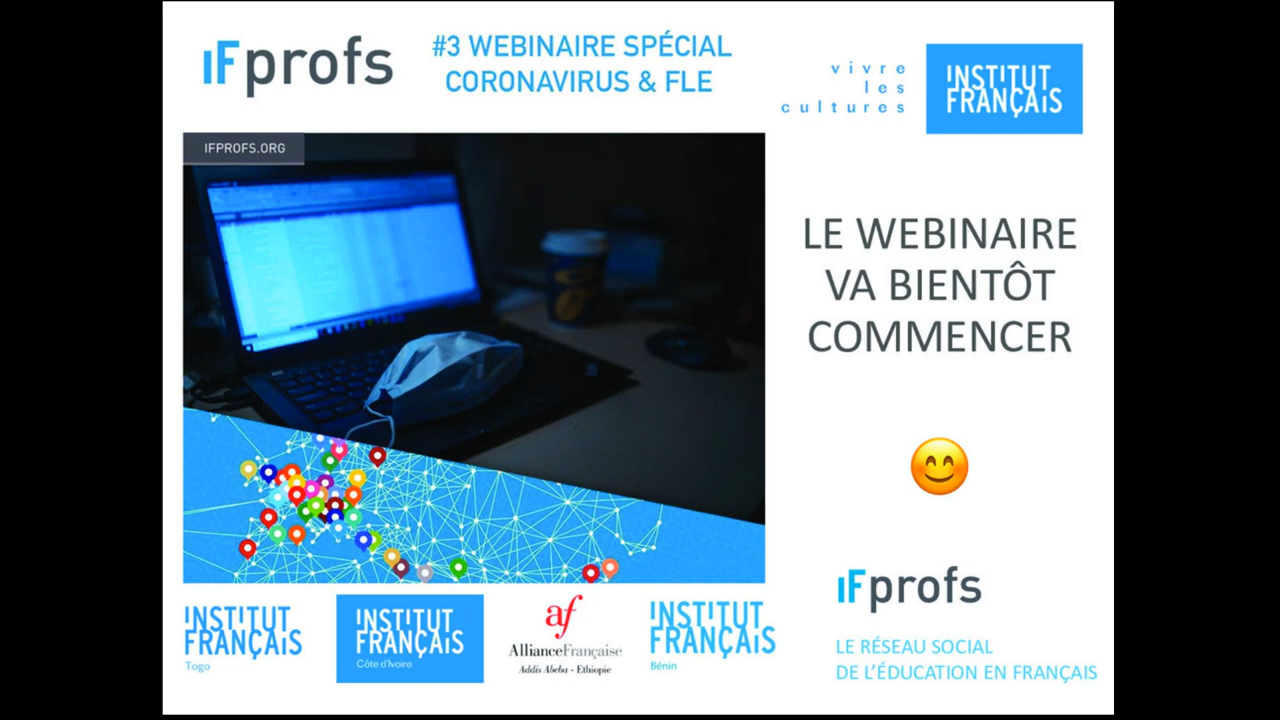 IFprofs
#3 WEBINAIRE SPÉCIAL
CORONAVIRUS & FLE
vivre
les
cultures
INSTITUT
FRANÇAIS
IFPROFS.ORG
LE WEBINAIRE
VA BIENTÔT
COMMENCER
INSTITUT
FRANÇAIS
Togo
INSTITUT
FRANÇAIS
Côte d'Ivoire
af
AllianceFrançaise
Addis Abeba - Ethiopie
INSTITUT
FRANÇAIS
Bénin
IFprofs
LE RÉSEAU SOCIAL
DE L'ÉDUCATION EN FRANÇAIS